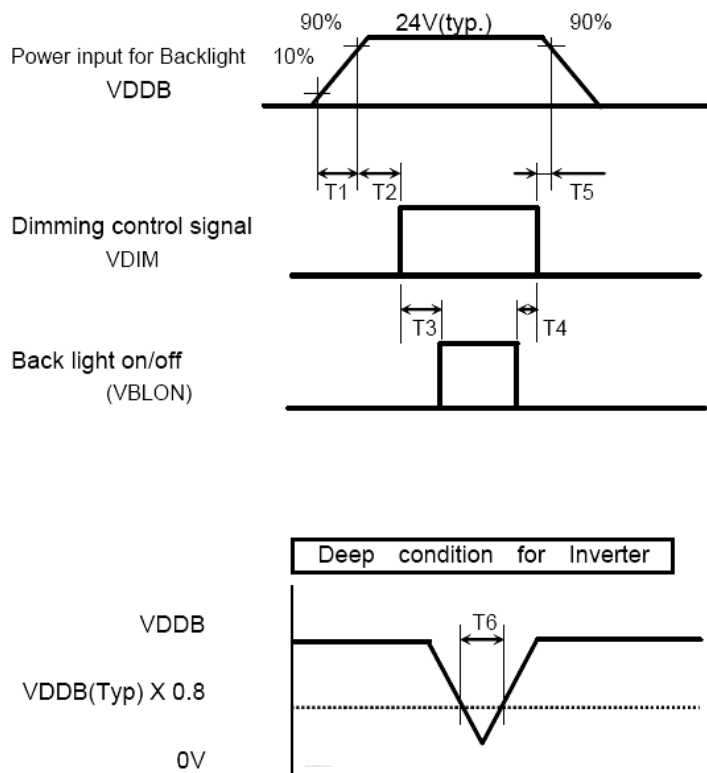 90% 24V(typ.) 90%
Power input for Backlight 10%
VDDB
T1 T2 T5
Dimming control signal
VDIM
T3 T4
Back light on/off
(VBLON)
Deep condition for Inverter
VDDB T6
VDDB(Typ) X 0.8
0V